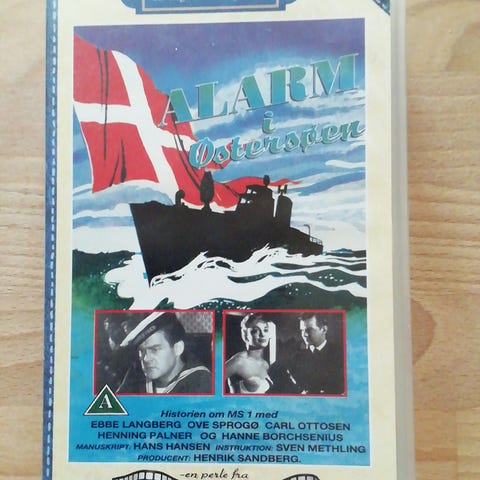 ALARM
i
Østersøen
A
Historien om MS 1 med
EBBE LANGBERG OVE SPROGØ CARL OTTOSEN
HENNING PALNER OG HANNE BORCHSENIUS
MANUSKRIPT: HANS HANSEN INSTRUKTION: SVEN METHLING
PRODUCENT: HENRIK SANDBERG.
-en perle fra